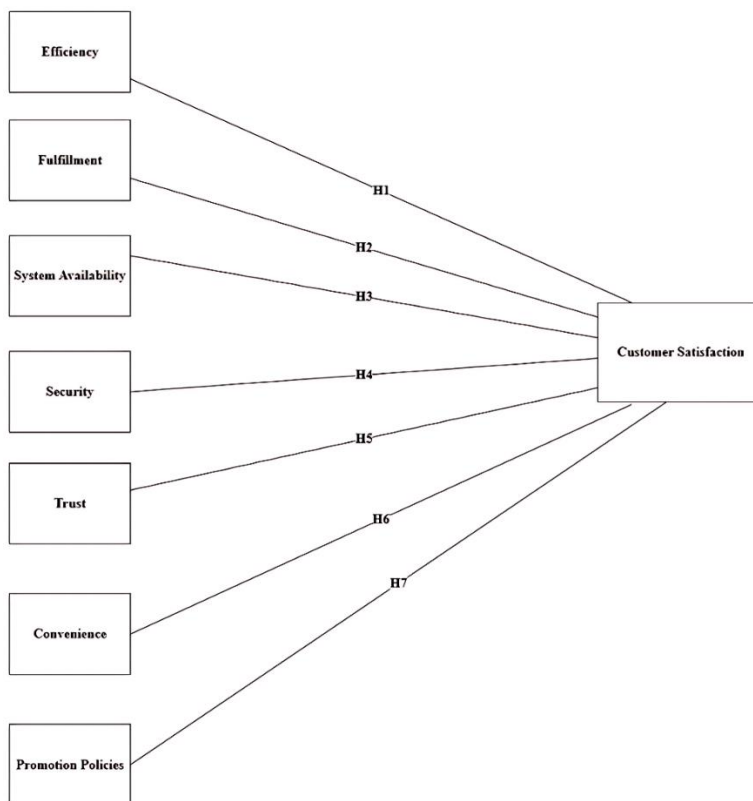 Efficiency
Fulfillment
H1
H2
System Availability
H3
Customer Satisfaction
H4
Security
H5
Trust
H6
H7
Convenience
Promotion Policies